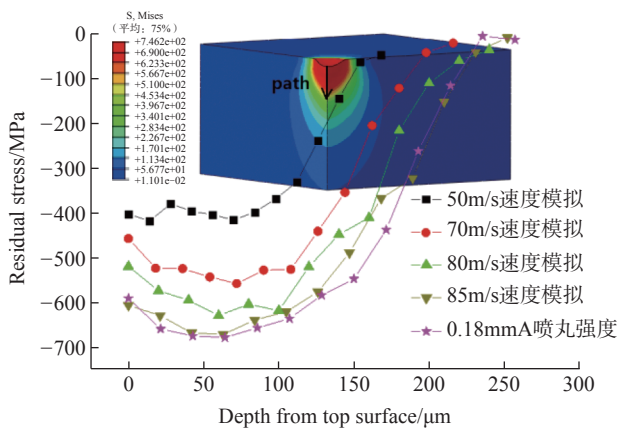 S, Mises
(平均：75%)
+7.462e+02
+6.900e+02
+6.233e+02
+5.667e+02
+5.100e+02
+4.534e+02
+3.967e+02
+3.401e+02
+2.834e+02
+2.267e+02
+1.701e+02
+1.134e+02
+5.677e+01
+1.101e+02
path
0
−100
−200
−300
−400
−500
−600
−700
Residual stress/MPa
50m/s速度模拟
70m/s速度模拟
80m/s速度模拟
85m/s速度模拟
0.18mmA喷丸强度
0 50 100 150 200 250 300
Depth from top surface/μm